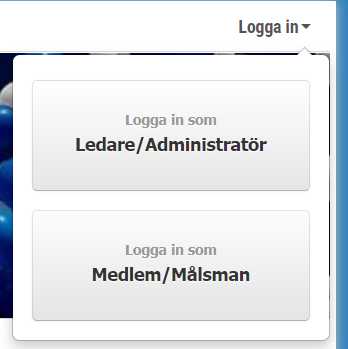 Logga in
Logga in som
Ledare/Administratör
Logga in som
Medlem/Målsman